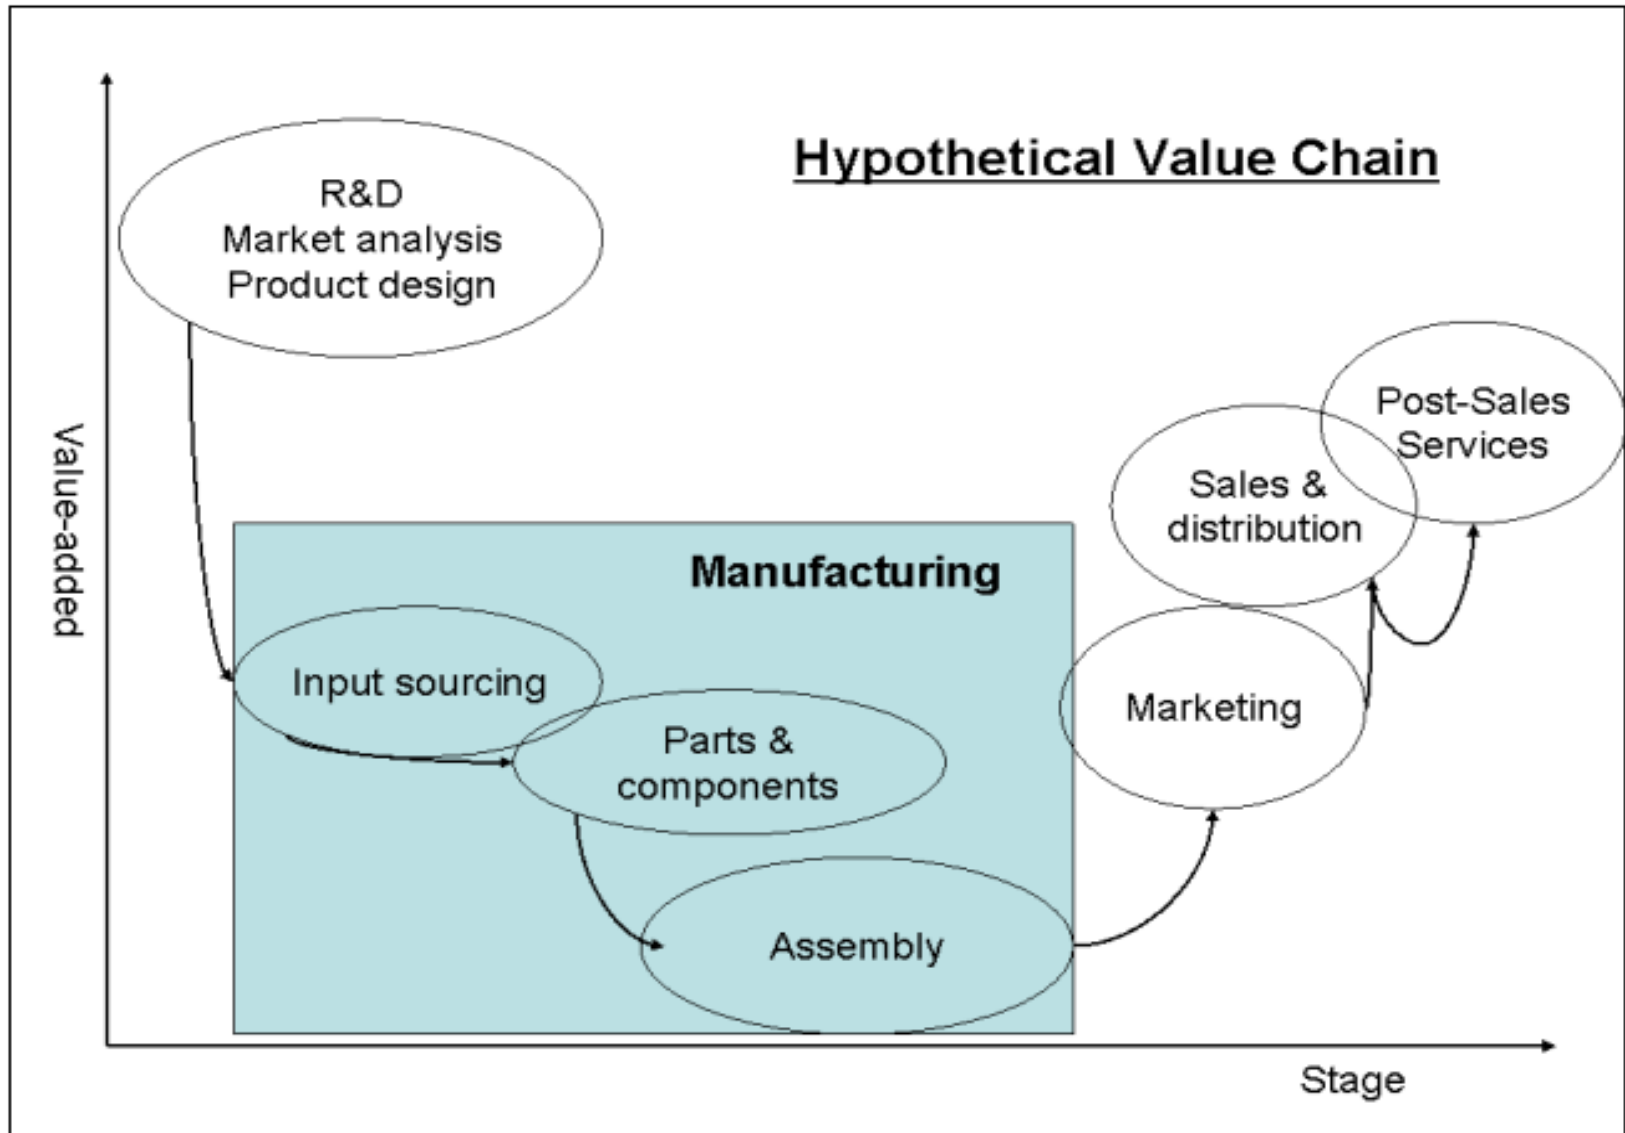 Hypothetical Value Chain
R&D
Market analysis
Product design
Value-added
Post-Sales
Services
Sales &
distribution
Manufacturing
Input sourcing
Parts &
components
Marketing
Assembly
Stage